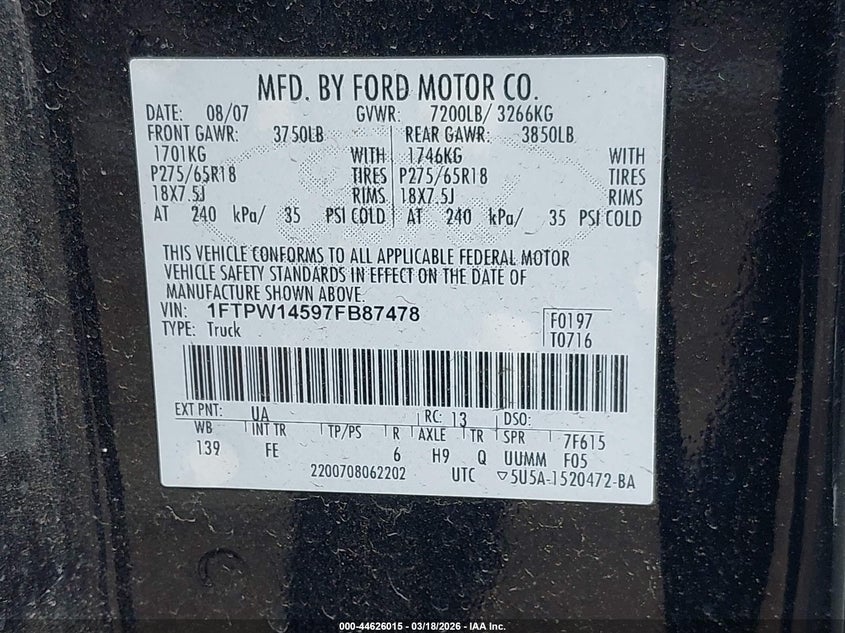 MFD. BY FORD MOTOR CO.
DATE: 08/07 GVWR: 7200LB/ 3266KG
FRONT GAWR: 3750LB REAR GAWR: 3850LB
1701KG WITH 1746KG WITH
P275/65R18 TIRES P275/65R18 TIRES
18X7.5J RIMS 18X7.5J RIMS
AT 240 kPa/ 35 PSI COLD AT 240 kPa/ 35 PSI COLD
THIS VEHICLE CONFORMS TO ALL APPLICABLE FEDERAL MOTOR
VEHICLE SAFETY STANDARDS IN EFFECT ON THE DATE OF
MANUFACTURE SHOWN ABOVE.
VIN: 1FTPW14597FB87478 F0197
TYPE: Truck T0716
EXT PNT: UA RC: 13 DSO:
WB INT TR TP/PS R AXLE TR SPR 7F615
139 FE 6 H9 Q UUMM F05
2200708062202 UTC ▽5U5A-1520472-BA
000-44626015 — 03/18/2026 — IAA Inc.